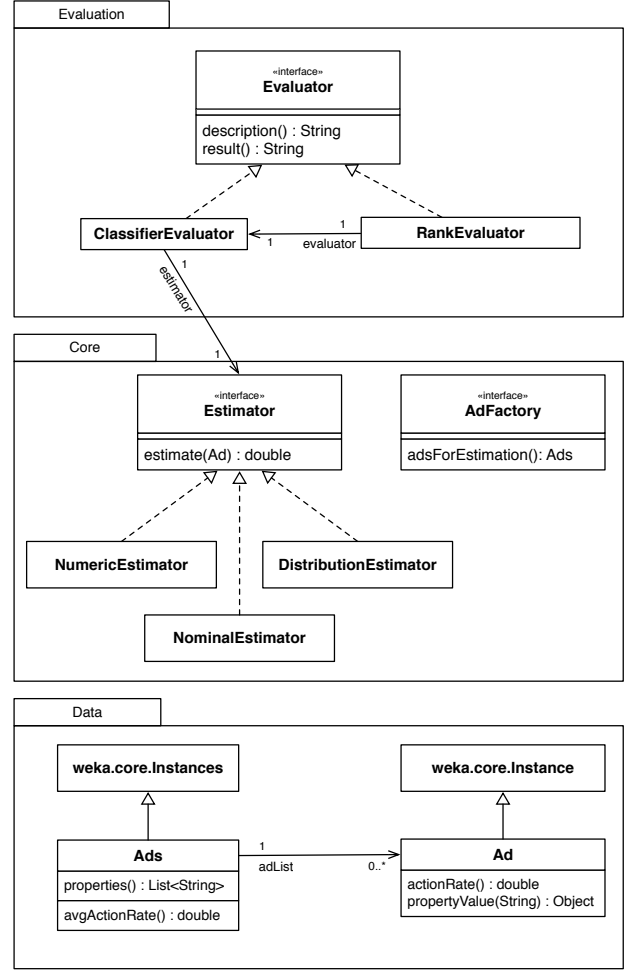 Evaluation
«interface»
Evaluator
description() : String
result() : String
ClassifierEvaluator
1
evaluator
1
RankEvaluator
1
estimator
1
Core
«interface»
Estimator
estimate(Ad) : double
«interface»
AdFactory
adsForEstimation(): Ads
NumericEstimator
DistributionEstimator
NominalEstimator
Data
weka.core.Instances
weka.core.Instance
Ads
properties() : List<String>
avgActionRate() : double
1
adList
0..*
Ad
actionRate() : double
propertyValue(String) : Object